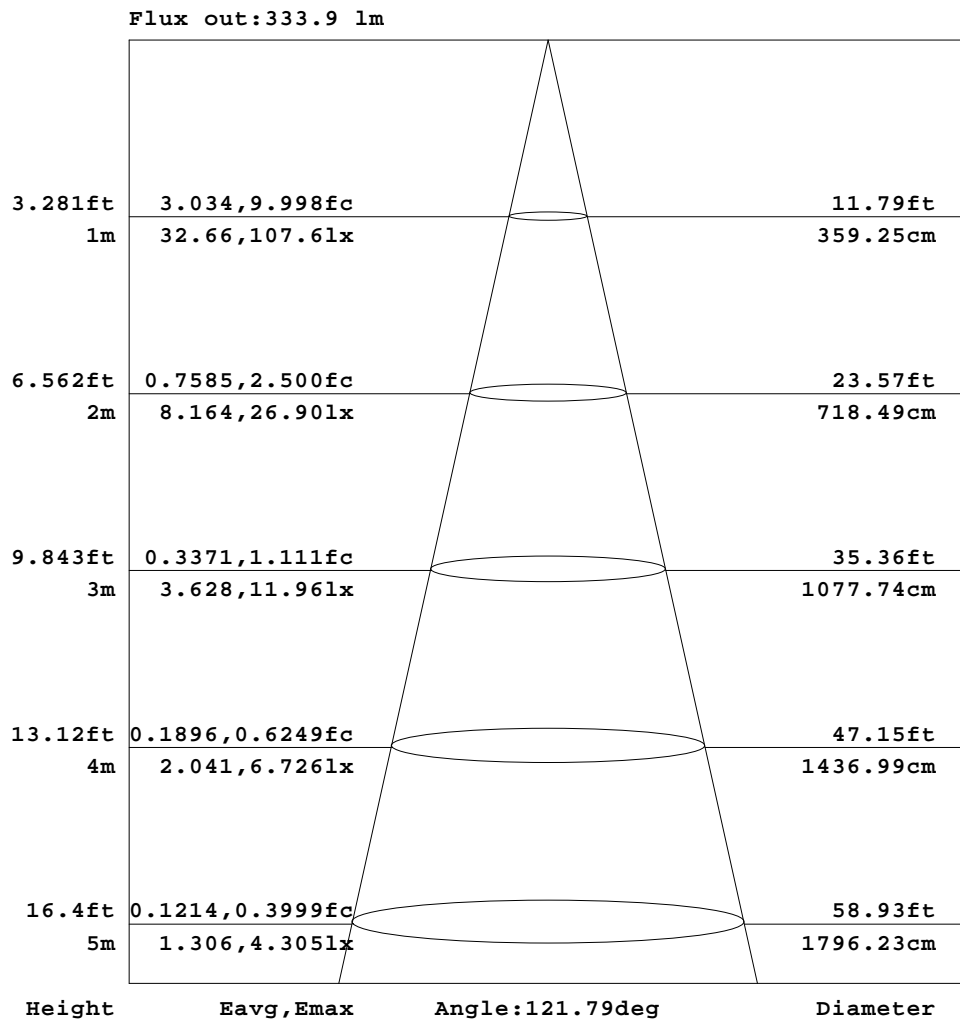 Flux out:333.9 lm
3.281ft 3.034,9.998fc 11.79ft
1m 32.66,107.6lx 359.25cm
6.562ft 0.7585,2.500fc 23.57ft
2m 8.164,26.90lx 718.49cm
9.843ft 0.3371,1.111fc 35.36ft
3m 3.628,11.96lx 1077.74cm
13.12ft 0.1896,0.6249fc 47.15ft
4m 2.041,6.726lx 1436.99cm
16.4ft 0.1214,0.3999fc 58.93ft
5m 1.306,4.305lx 1796.23cm
Height Eavg,Emax Angle:121.79deg Diameter